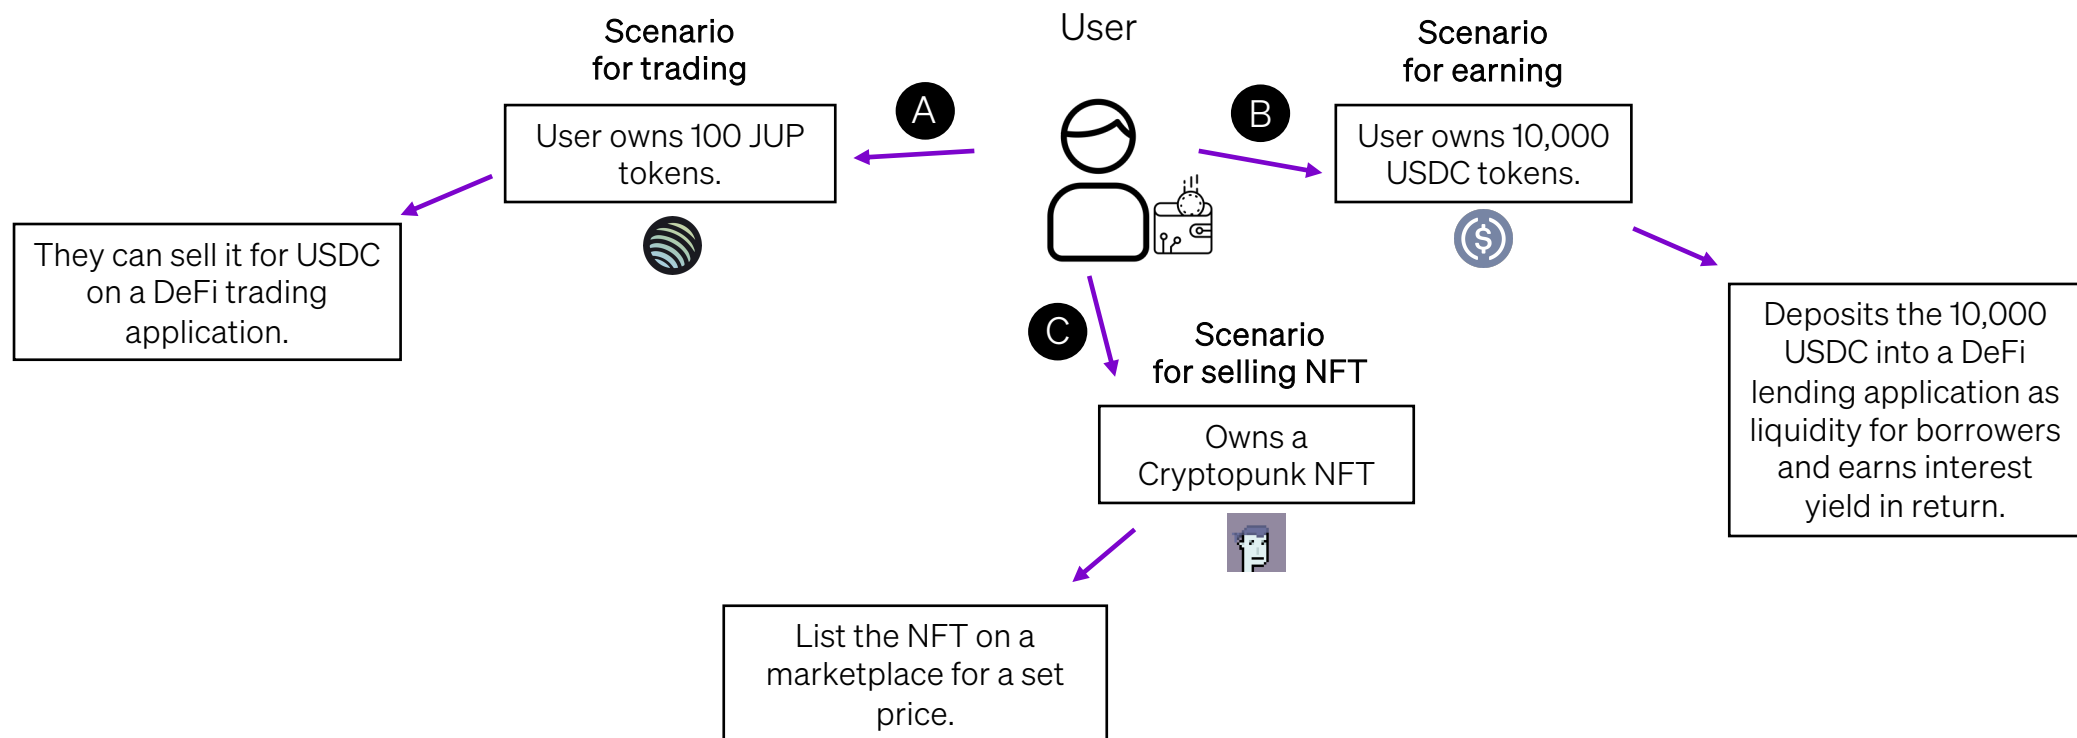 User
Scenario
for trading
A
User owns 100 JUP
tokens.
They can sell it for USDC
on a DeFi trading
application.
Scenario
for earning
B
User owns 10,000
USDC tokens.
$
Deposits the 10,000
USDC into a DeFi
lending application as
liquidity for borrowers
and earns interest
yield in return.
C
Scenario
for selling NFT
Owns a
Cryptopunk NFT
List the NFT on a
marketplace for a set
price.